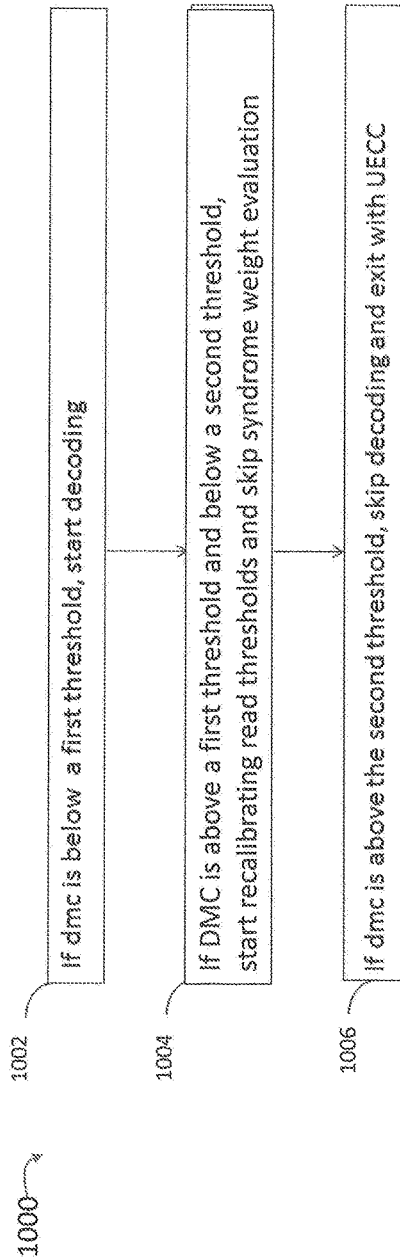 1000
1002
If dmc is below a first threshold, start decoding
1004
If DMC is above a first threshold and below a second threshold,
start recalibrating read thresholds and skip syndrome weight evaluation
1006
If dmc is above the second threshold, skip decoding and exit with UECC